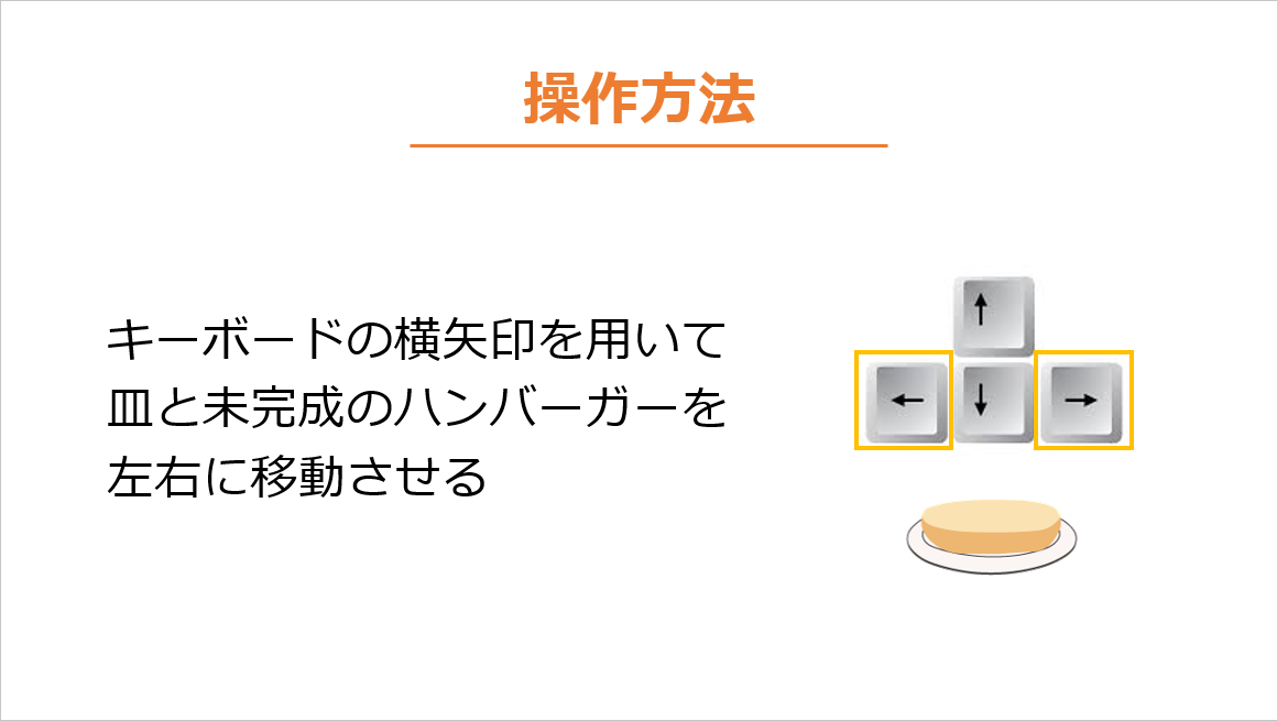 操作方法
キーボードの横矢印を用いて
皿と未完成のハンバーガーを
左右に移動させる
↑
← ↓ →